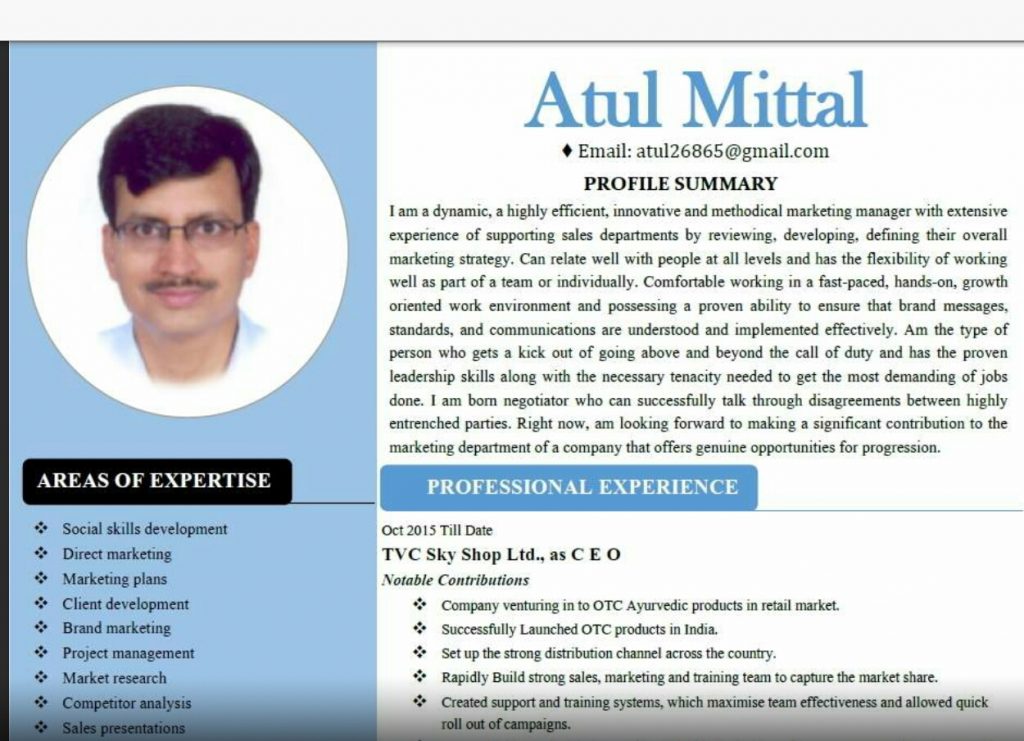 Atul Mittal
♦ Email: atul26865@gmail.com
PROFILE SUMMARY
I am a dynamic, a highly efficient, innovative and methodical marketing manager with extensive
experience of supporting sales departments by reviewing, developing, defining their overall
marketing strategy. Can relate well with people at all levels and has the flexibility of working
well as part of a team or individually. Comfortable working in a fast-paced, hands-on, growth
oriented work environment and possessing a proven ability to ensure that brand messages,
standards, and communications are understood and implemented effectively. Am the type of
person who gets a kick out of going above and beyond the call of duty and has the proven
leadership skills along with the necessary tenacity needed to get the most demanding of jobs
done. I am born negotiator who can successfully talk through disagreements between highly
entrenched parties. Right now, am looking forward to making a significant contribution to the
marketing department of a company that offers genuine opportunities for progression.
AREAS OF EXPERTISE
❖ Social skills development
❖ Direct marketing
❖ Marketing plans
❖ Client development
❖ Brand marketing
❖ Project management
❖ Market research
❖ Competitor analysis
❖ Sales presentations
PROFESSIONAL EXPERIENCE
Oct 2015 Till Date
TVC Sky Shop Ltd., as C E O
Notable Contributions
❖ Company venturing in to OTC Ayurvedic products in retail market.
❖ Successfully Launched OTC products in India.
❖ Set up the strong distribution channel across the country.
❖ Rapidly Build strong sales, marketing and training team to capture the market share.
❖ Created support and training systems, which maximise team effectiveness and allowed quick
roll out of campaigns.